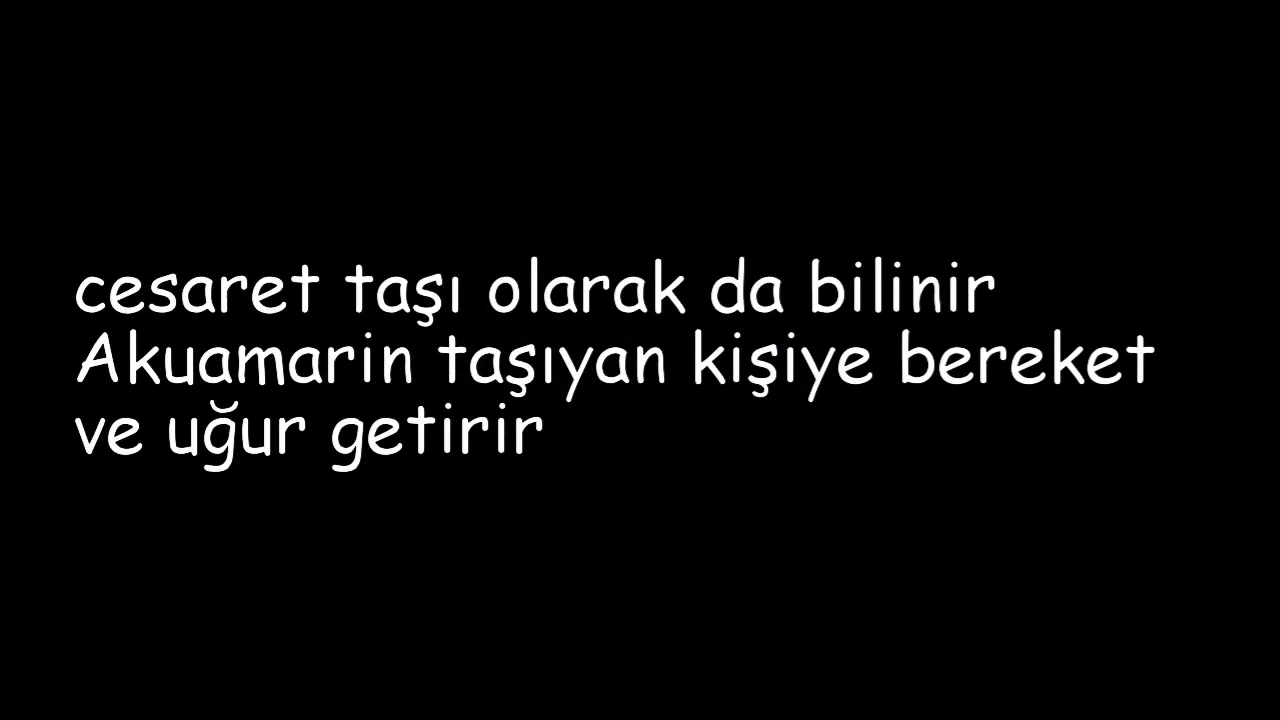 cesaret taşı olarak da bilinir
Akuamarin taşıyan kişiye bereket
ve uğur getirir